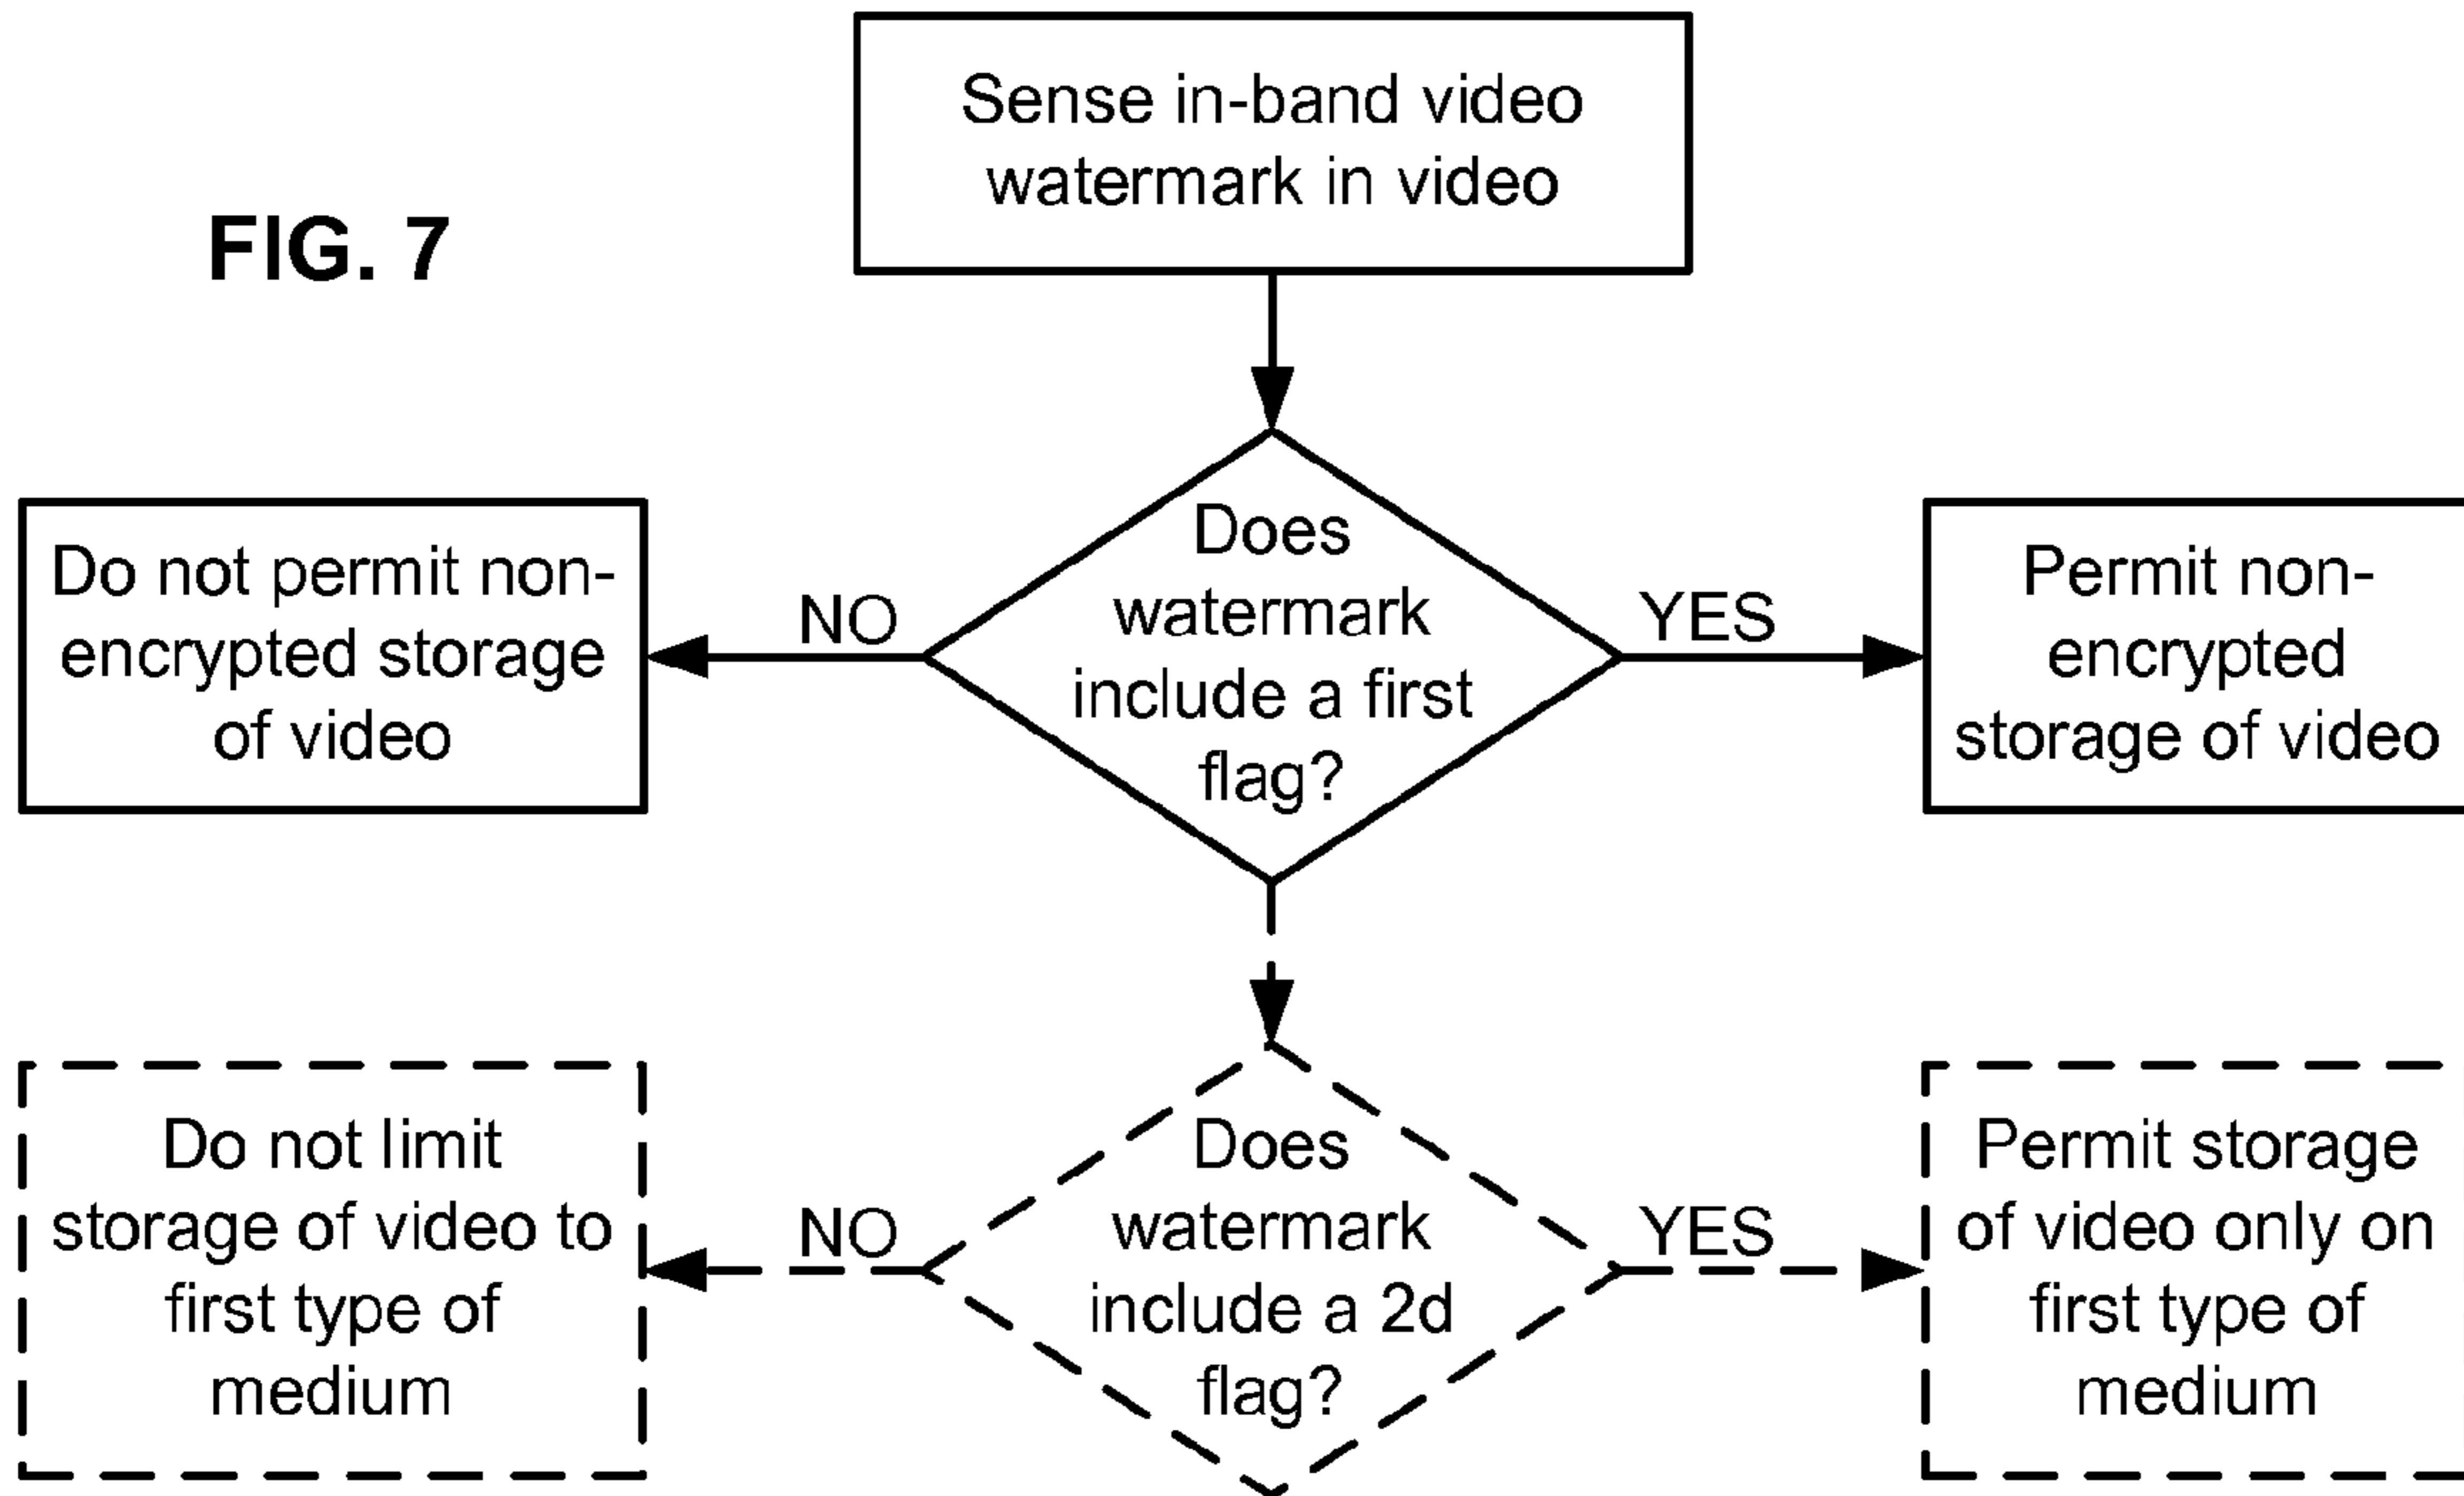 Sense in-band video
watermark in video
FIG. 7
Does
watermark
include a first
flag?
NO
YES
Do not permit non-
encrypted storage
of video
Permit non-
encrypted
storage of video
Does
watermark
include a 2d
flag?
NO
YES
Do not limit
storage of video to
first type of
medium
Permit storage
of video only on
first type of
medium